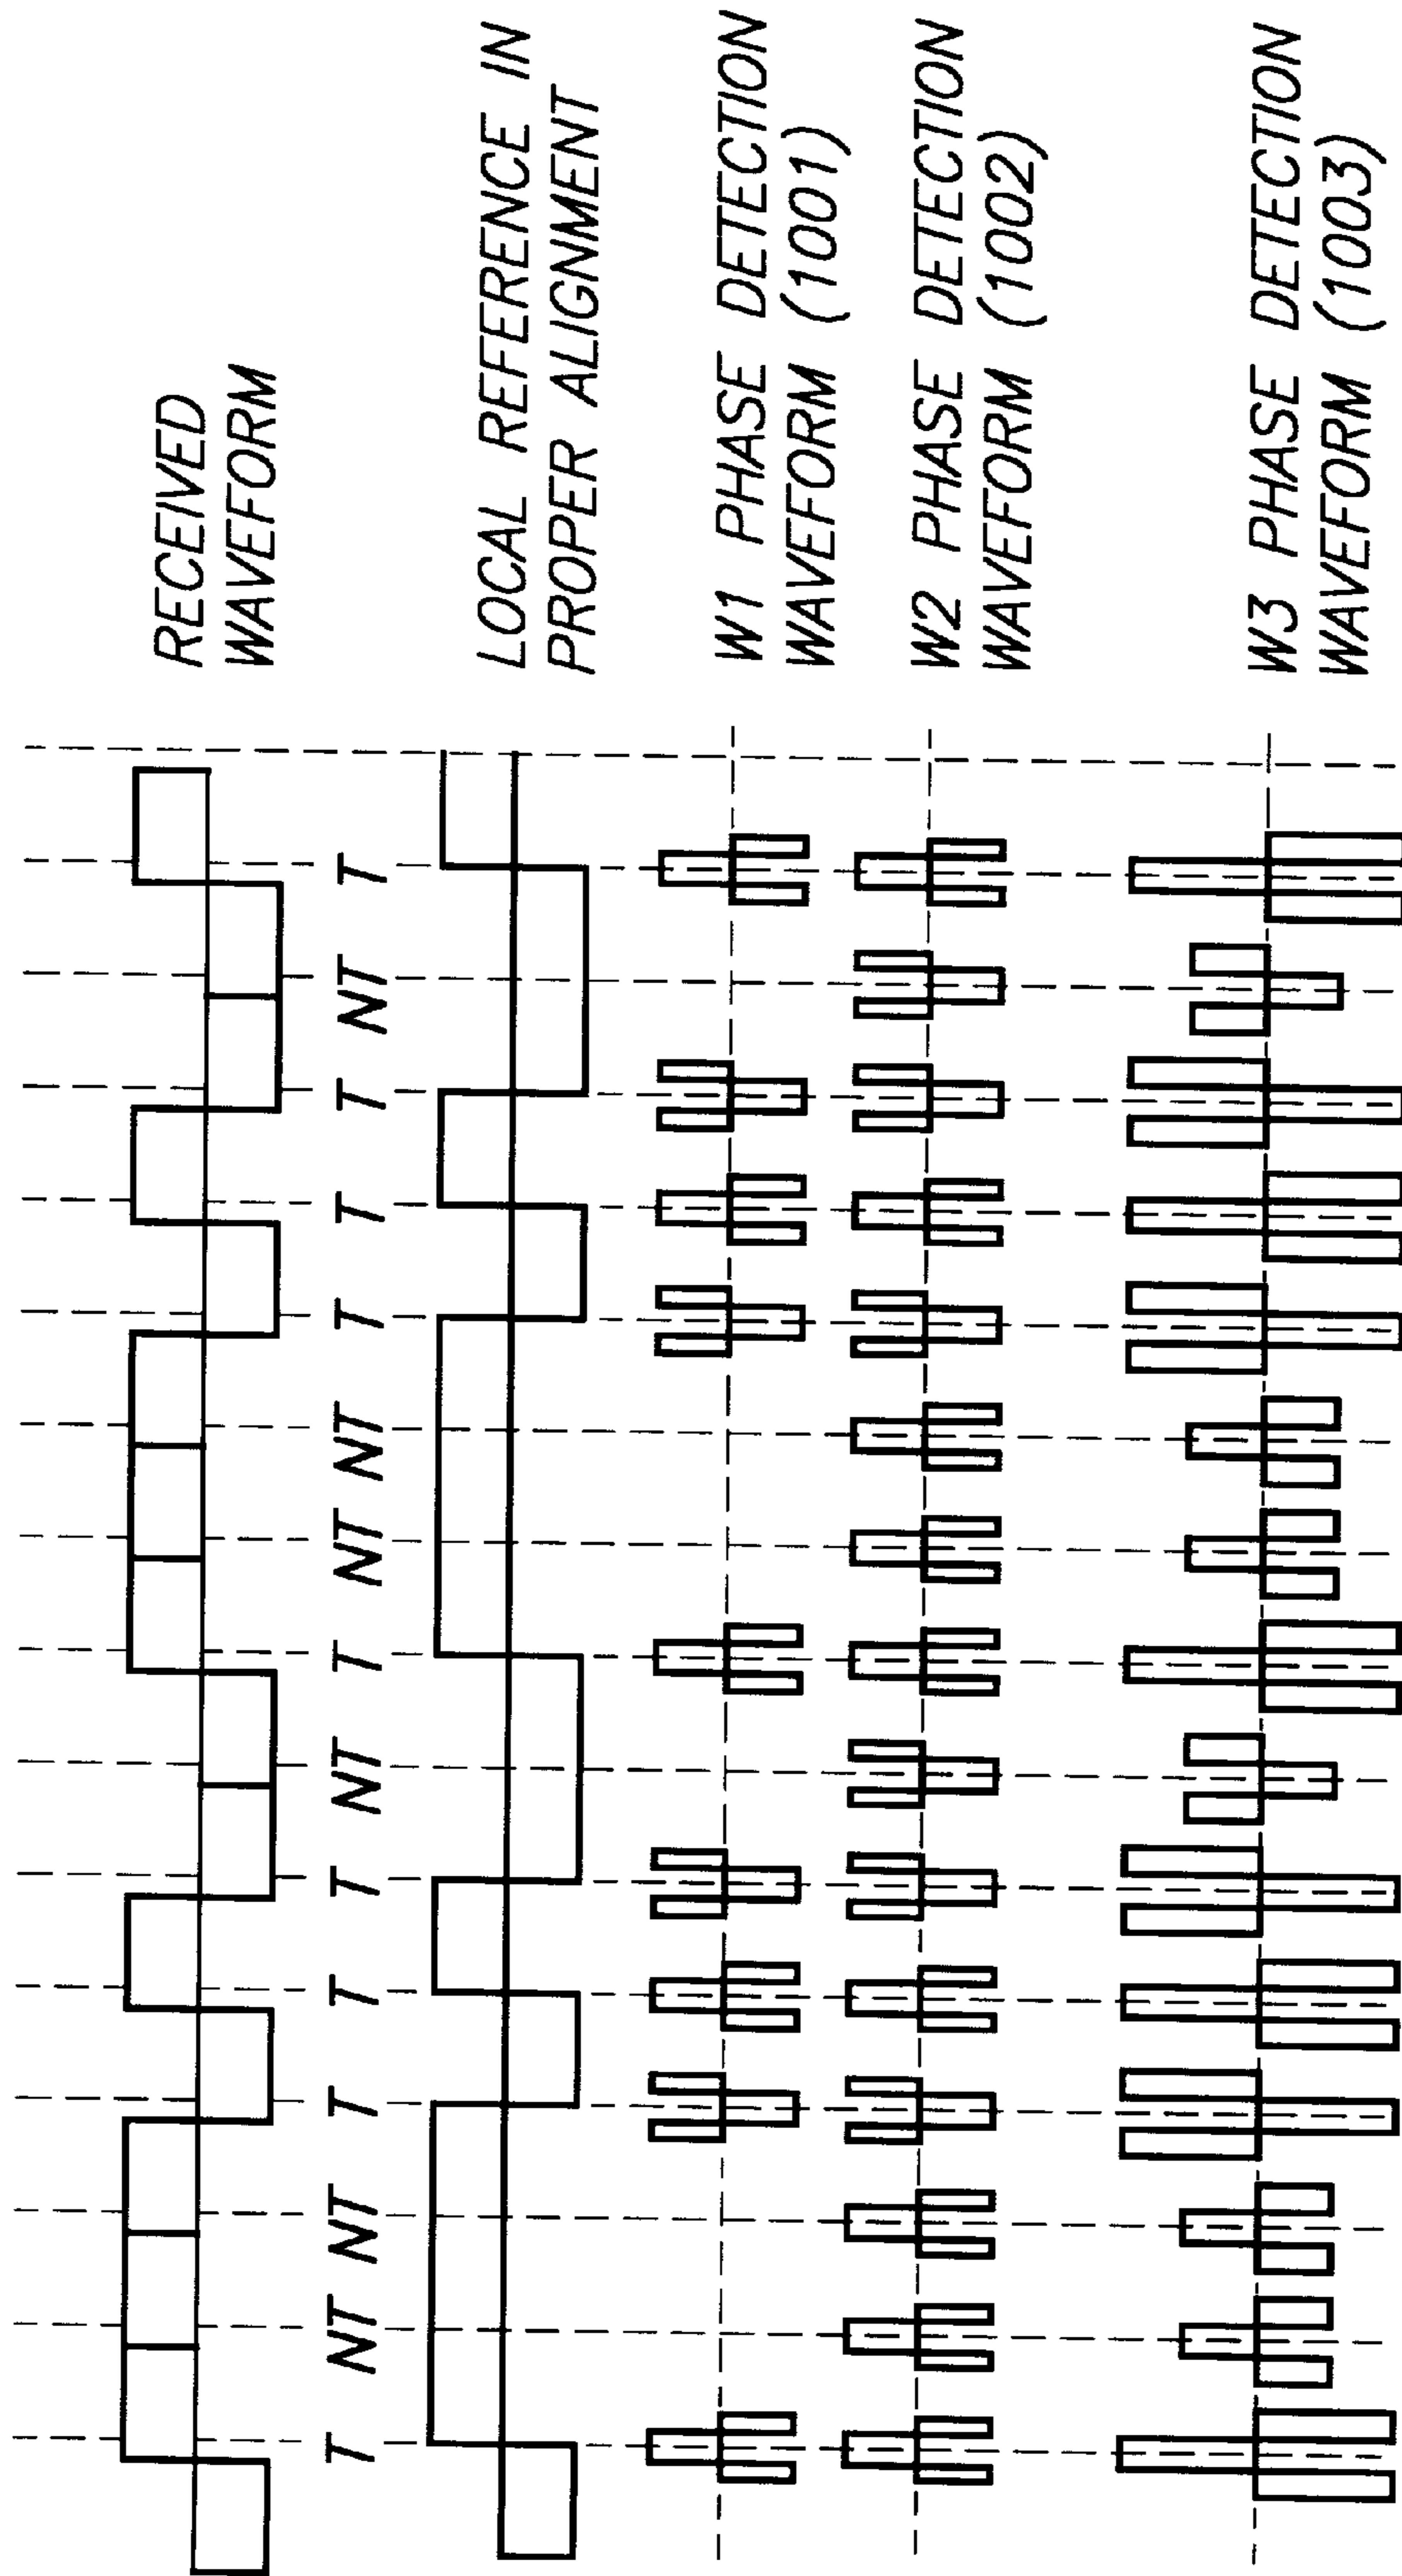 RECEIVED
WAVEFORM
T NT NT T T T NT T NT NT T T T NT T
LOCAL REFERENCE IN
PROPER ALIGNMENT
W1 PHASE DETECTION
WAVEFORM (1001)
W2 PHASE DETECTION
WAVEFORM (1002)
W3 PHASE DETECTION
WAVEFORM (1003)